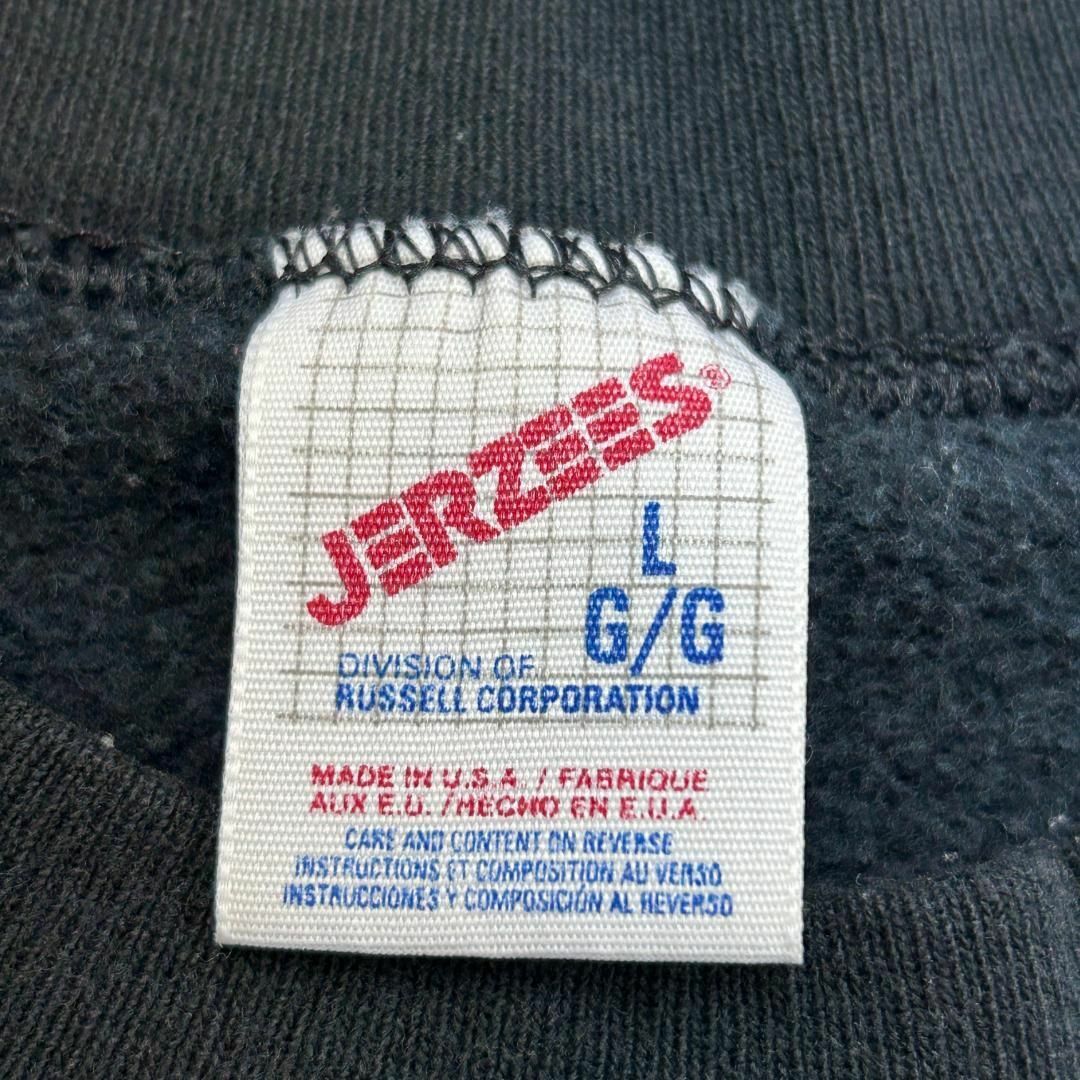 JERZEES®
L
G/G
DIVISION OF
RUSSELL CORPORATION
MADE IN U.S.A. / FABRIQUE
AUX E.U. /HECHO EN E.U.A.
CARE AND CONTENT ON REVERSE
INSTRUCTIONS ET COMPOSITION AU VERSO
INSTRUCCIONES Y COMPOSICIÓN AL REVERSO